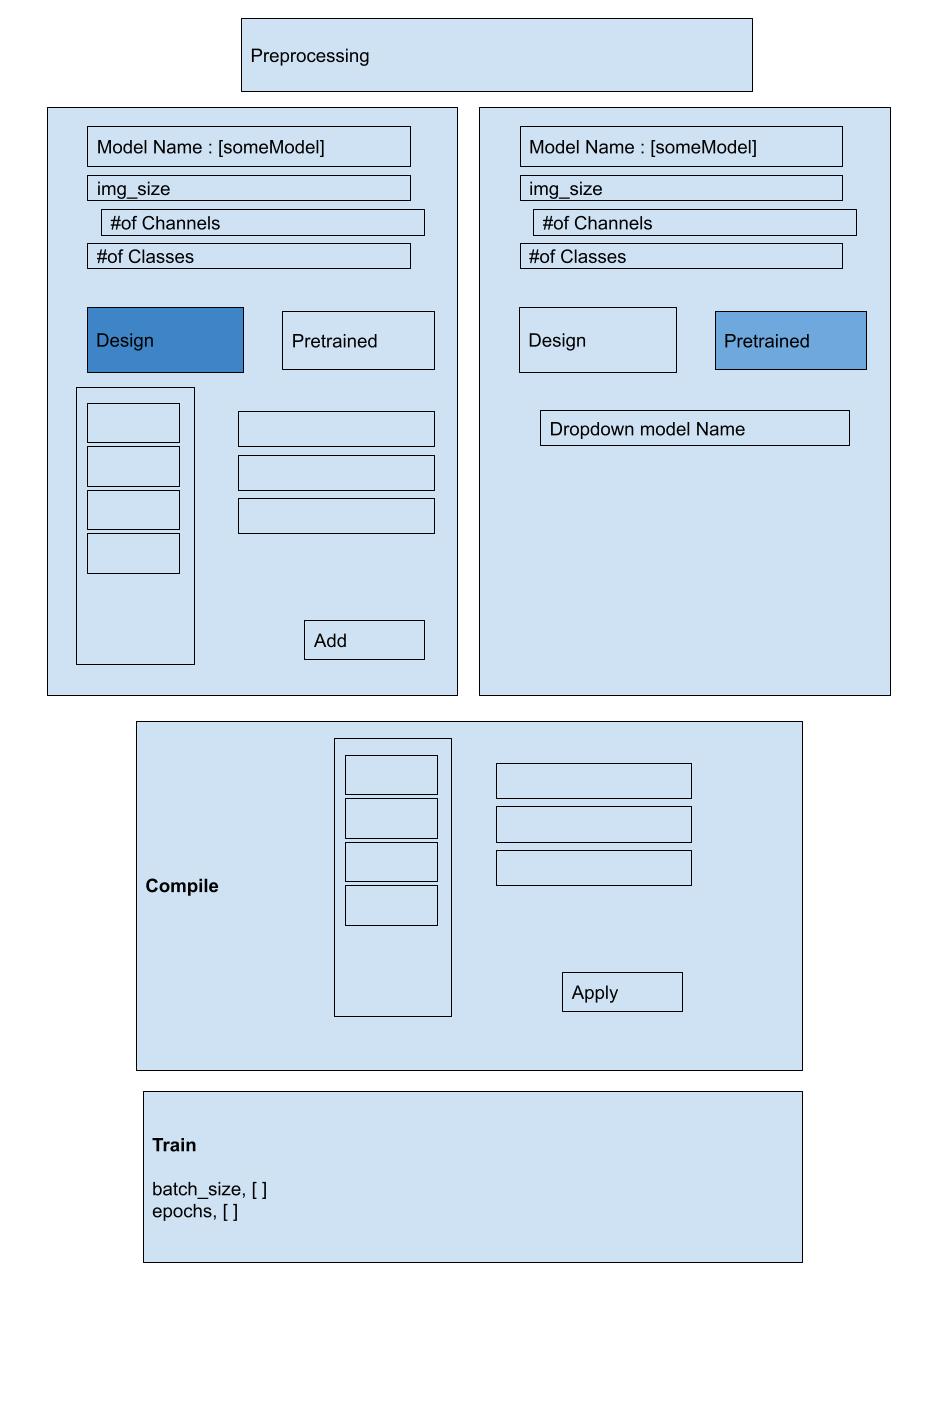 Preprocessing
Model Name : [someModel]
img_size
#of Channels
#of Classes
Design
Pretrained
Add
Model Name : [someModel]
img_size
#of Channels
#of Classes
Design
Pretrained
Dropdown model Name
Compile
Apply
Train
batch_size, [ ]
epochs, [ ]